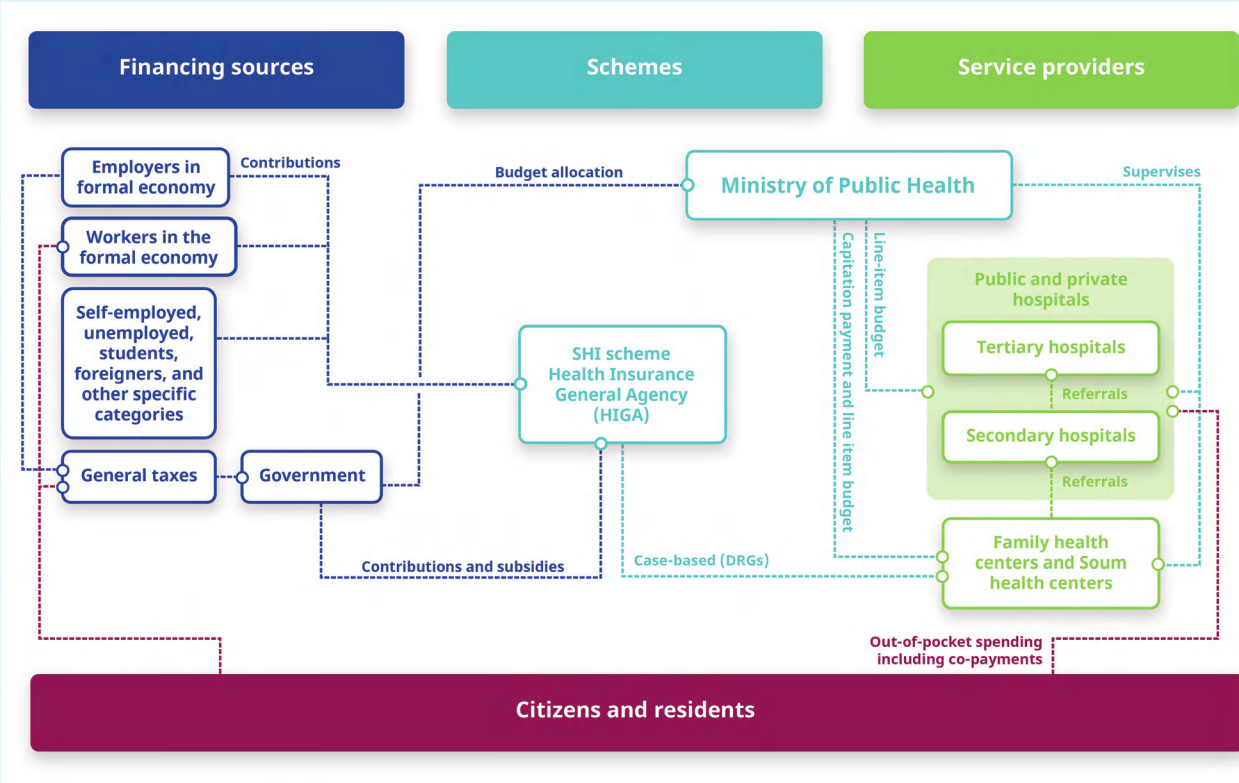 Financing sources
Schemes
Service providers
Employers in
formal economy
Contributions
Workers in the
formal economy
Self-employed,
unemployed,
students,
foreigners, and
other specific
categories
General taxes
Government
Budget allocation
Ministry of Public Health
Supervises
Capitation payment and line item budget
Line-item budget
SHI scheme
Health Insurance
General Agency
(HIGA)
Public and private
hospitals
Tertiary hospitals
Referrals
Secondary hospitals
Referrals
Family health
centers and Soum
health centers
Contributions and subsidies
Case-based (DRGs)
Out-of-pocket spending
including co-payments
Citizens and residents